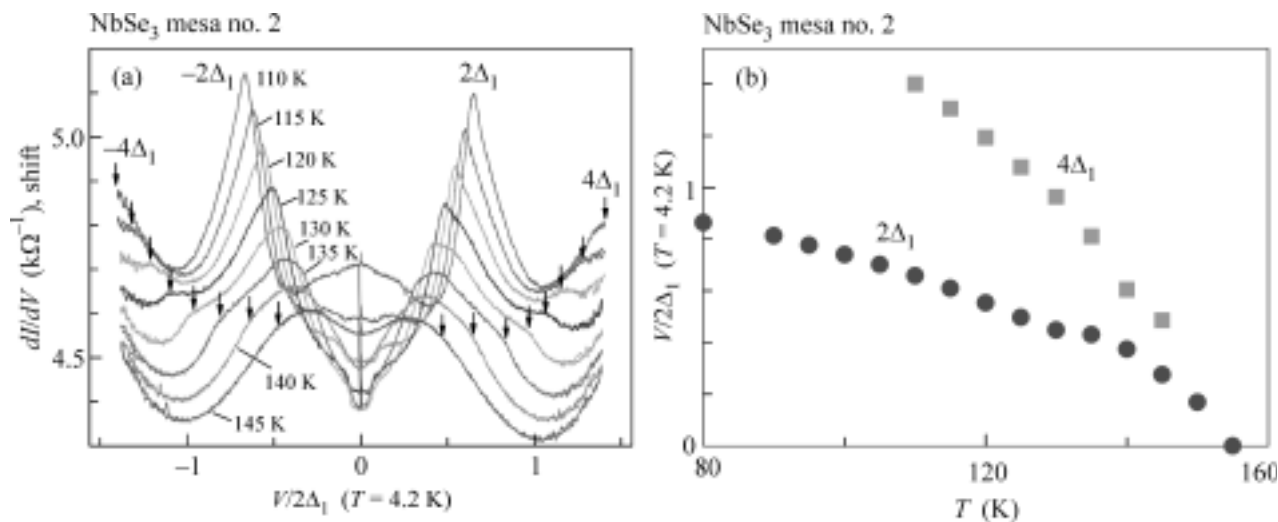 NbSe₃ mesa no. 2
(a)
−2Δ₁
110 K
2Δ₁
115 K
120 K
−4Δ₁
125 K
4Δ₁
130 K
135 K
140 K
145 K
5.0
4.5
dI/dV (kΩ⁻¹), shift
−1
0
1
V/2Δ₁ (T = 4.2 K)
NbSe₃ mesa no. 2
(b)
4Δ₁
2Δ₁
1
0
V/2Δ₁ (T = 4.2 K)
80
120
160
T (K)